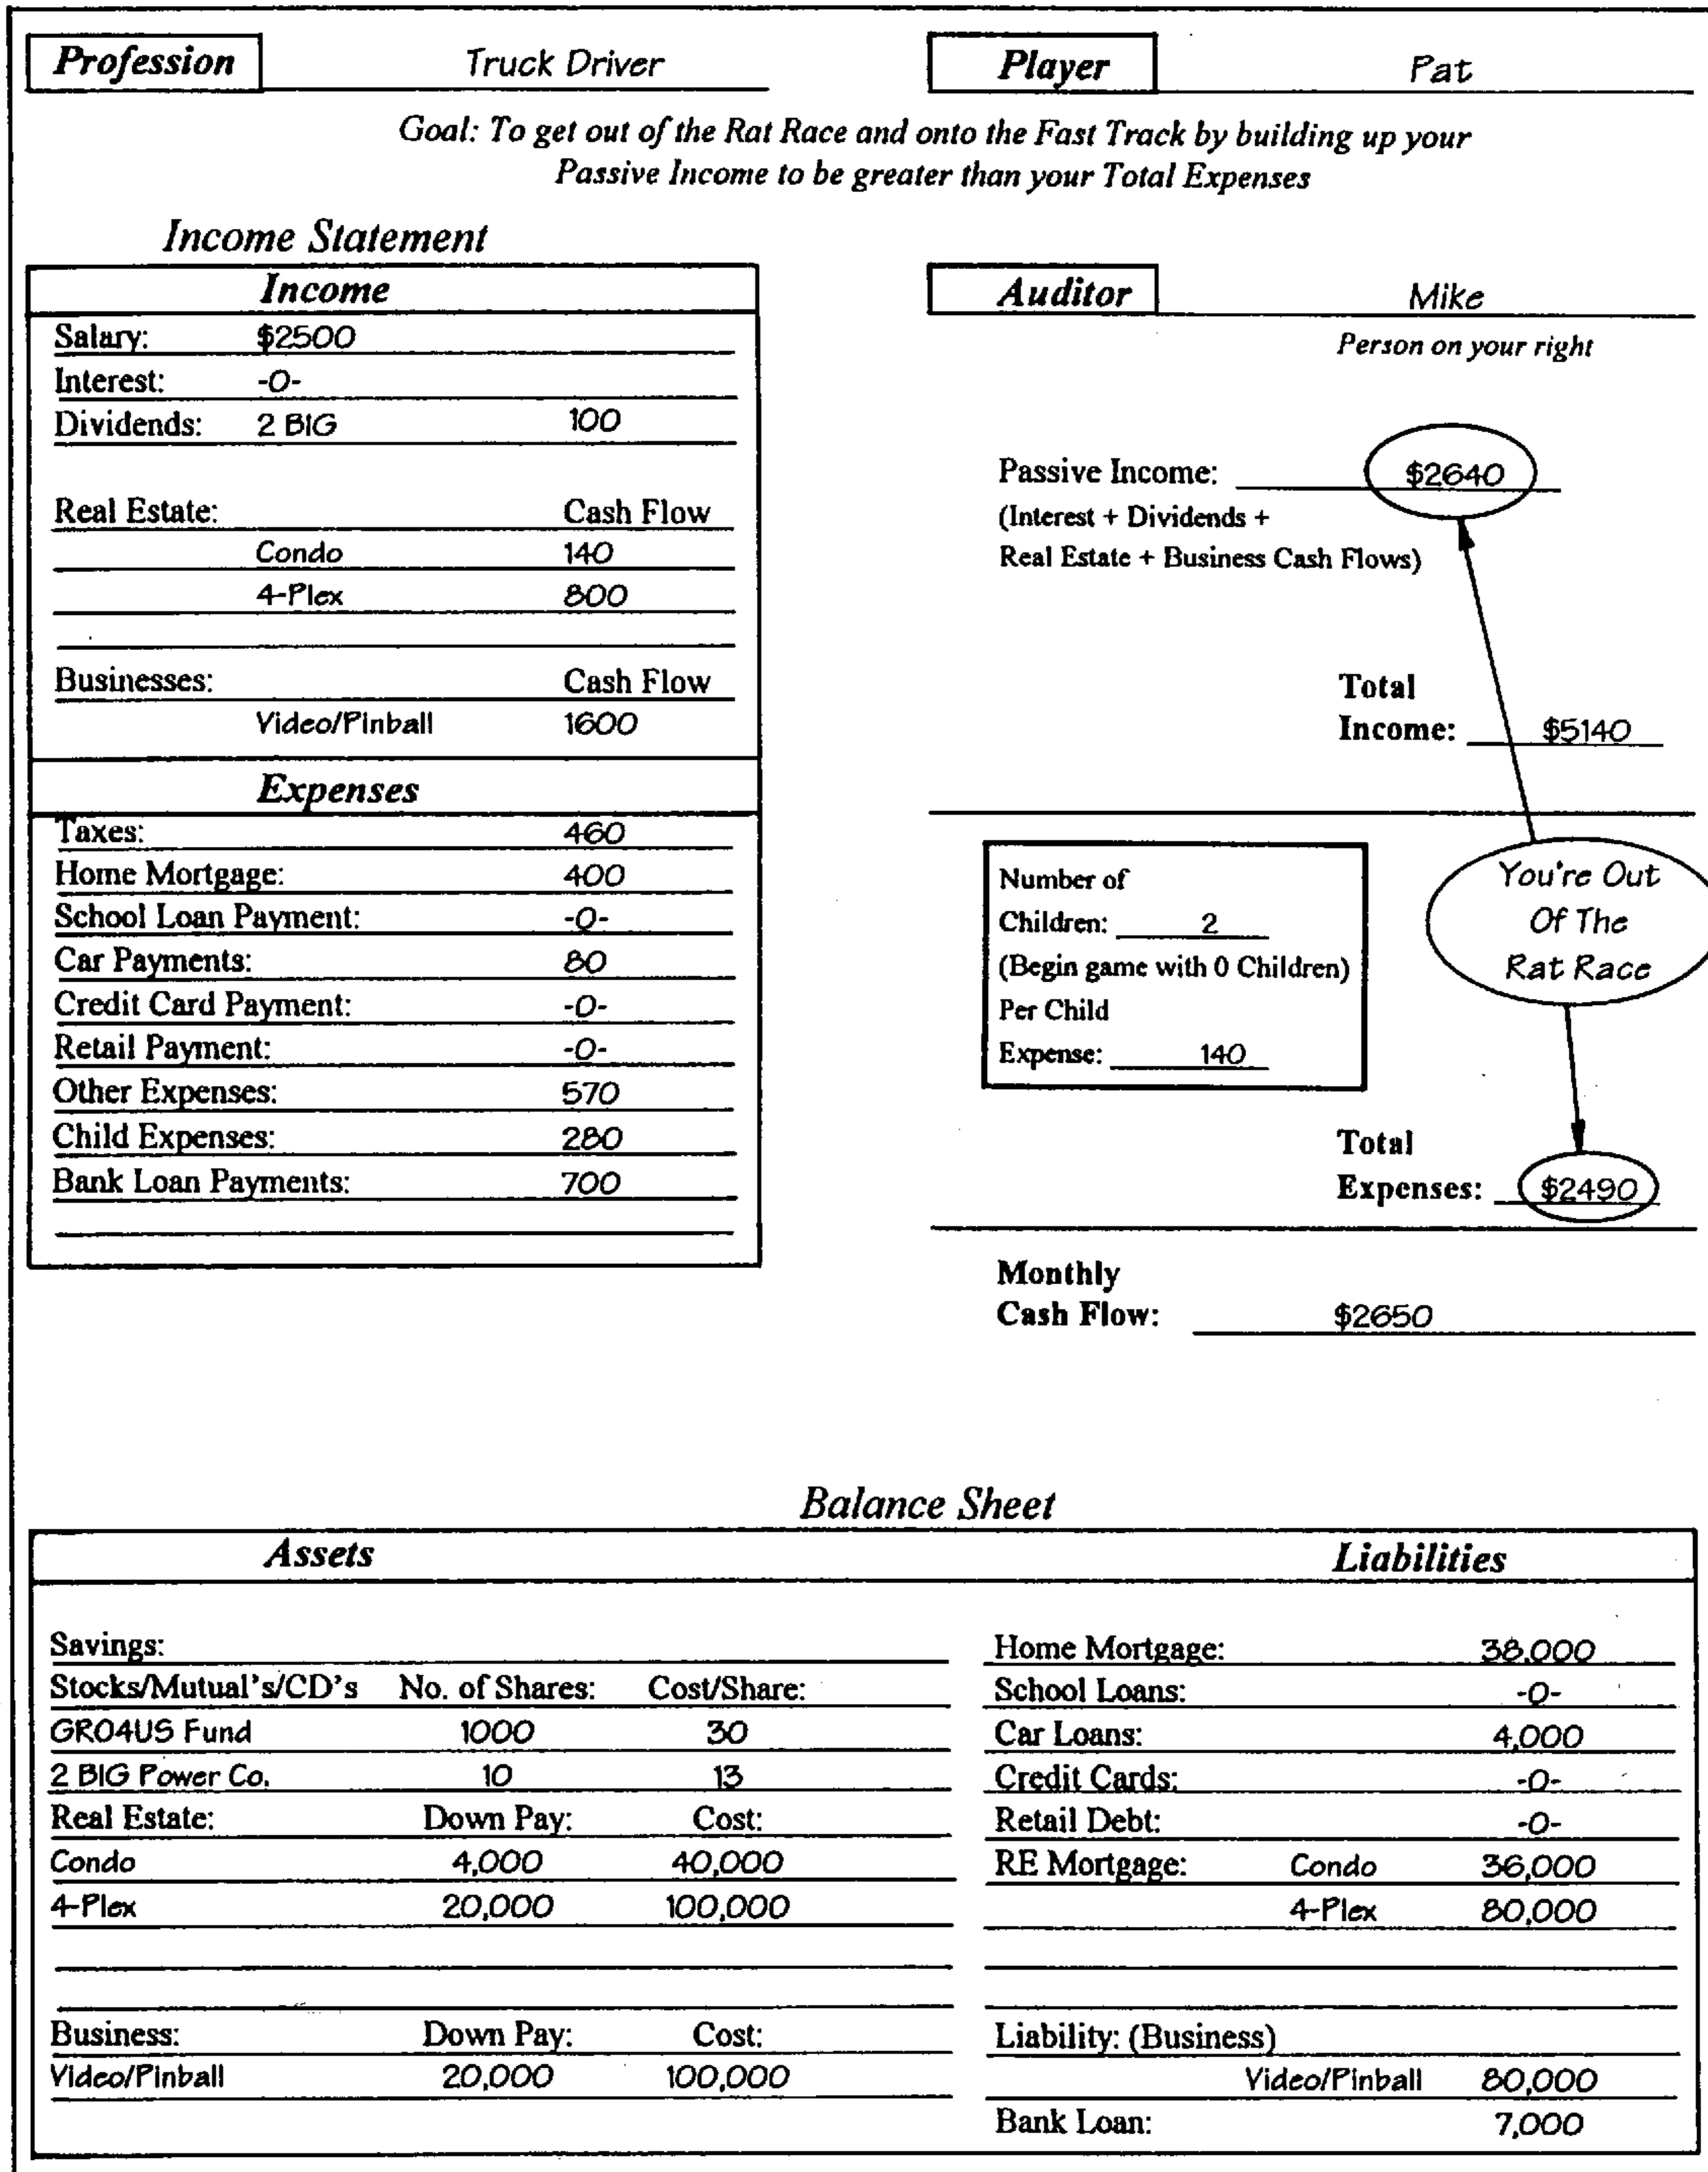 Profession Truck Driver Player Pat
Goal: To get out of the Rat Race and onto the Fast Track by building up your
Passive Income to be greater than your Total Expenses
Income Statement
Income
Salary: $2500
Interest: -0-
Dividends: 2 BIG 100
Real Estate: Cash Flow
Condo 140
4-Plex 800
Businesses: Cash Flow
Video/Pinball 1600
Expenses
Taxes: 460
Home Mortgage: 400
School Loan Payment: -0-
Car Payments: 80
Credit Card Payment: -0-
Retail Payment: -0-
Other Expenses: 570
Child Expenses: 280
Bank Loan Payments: 700
Auditor Mike
Person on your right
Passive Income: $2640
(Interest + Dividends +
Real Estate + Business Cash Flows)
Total
Income: $5140
Number of
Children: 2
(Begin game with 0 Children)
Per Child
Expense: 140
You're Out
Of The
Rat Race
Total
Expenses: $2490
Monthly
Cash Flow: $2650
Balance Sheet
Assets
Savings:
Stocks/Mutual's/CD's No. of Shares: Cost/Share:
GRO4US Fund 1000 30
2 BIG Power Co. 10 13
Real Estate: Down Pay: Cost:
Condo 4,000 40,000
4-Plex 20,000 100,000
Business: Down Pay: Cost:
Video/Pinball 20,000 100,000
Liabilities
Home Mortgage: 38,000
School Loans: -0-
Car Loans: 4,000
Credit Cards: -0-
Retail Debt: -0-
RE Mortgage: Condo 36,000
4-Plex 80,000
Liability: (Business)
Video/Pinball 80,000
Bank Loan: 7,000